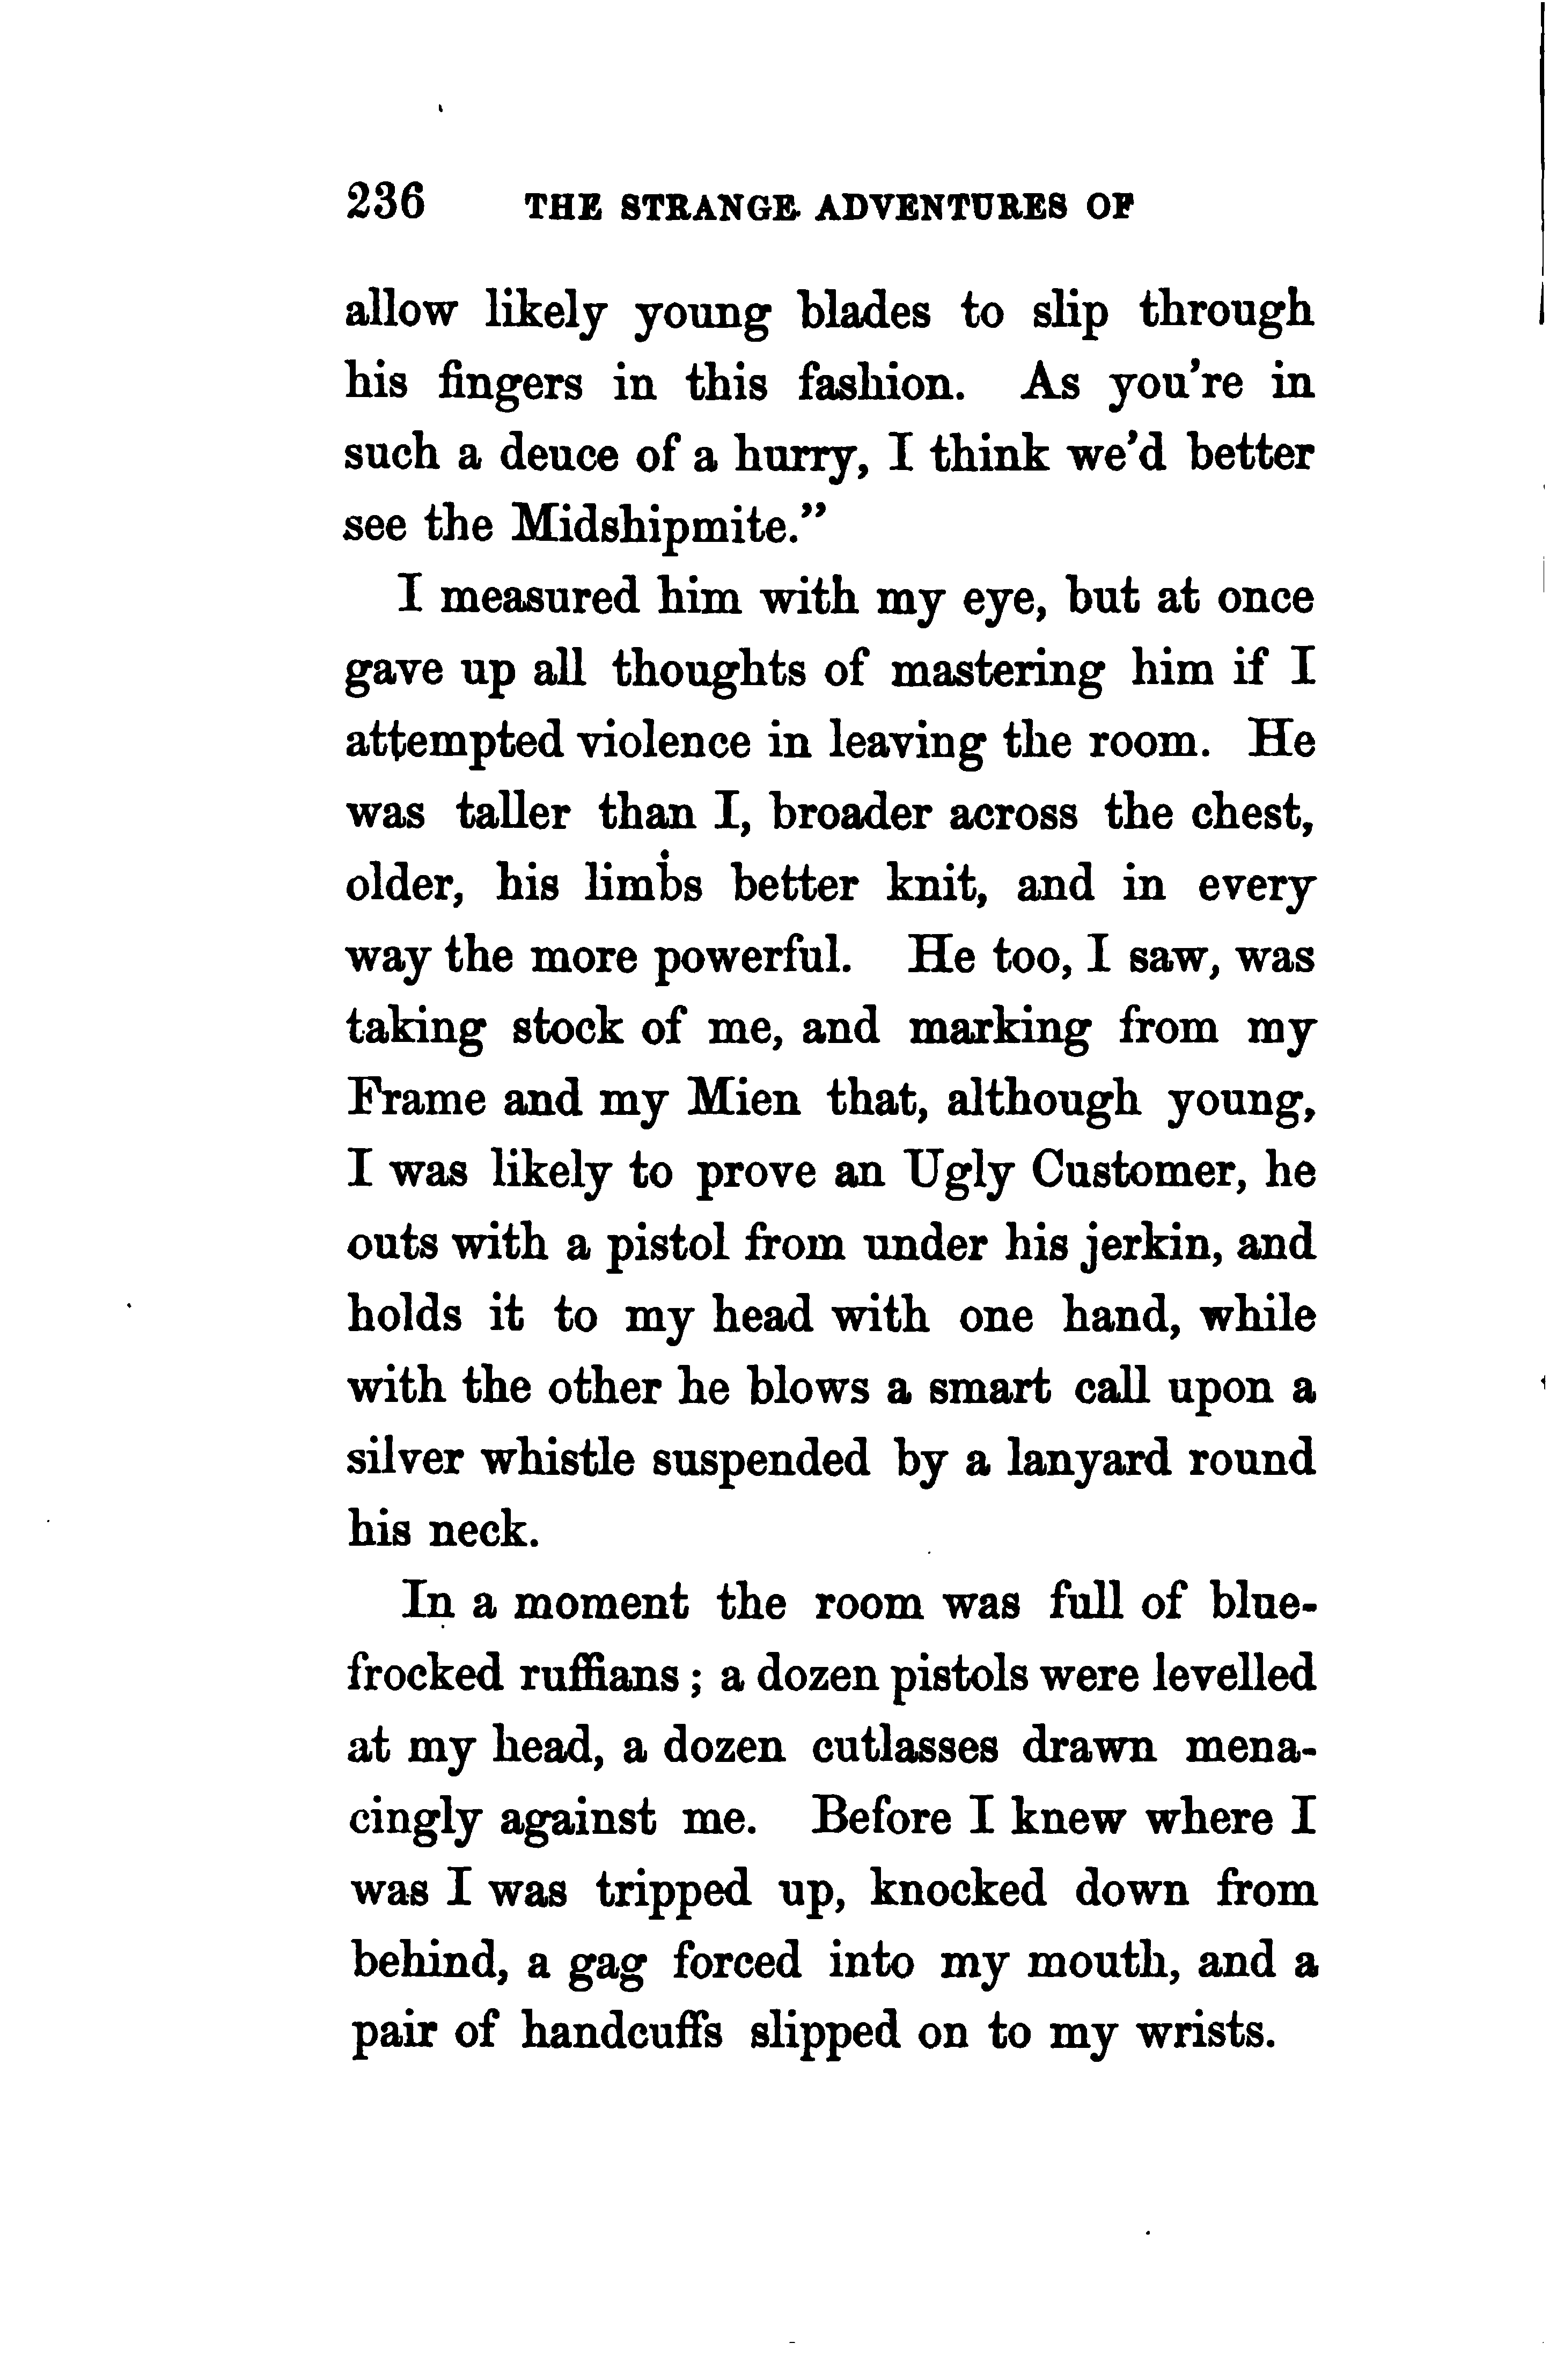 236 THE STRANGE ADVENTURES OF
allow likely young blades to slip through
his fingers in this fashion. As you're in
such a deuce of a hurry, I think we'd better
see the Midshipmite.”
I measured him with my eye, but at once
gave up all thoughts of mastering him if I
attempted violence in leaving the room. He
was taller than I, broader across the chest,
older, his limbs better knit, and in every
way the more powerful. He too, I saw, was
taking stock of me, and marking from my
Frame and my Mien that, although young,
I was likely to prove an Ugly Customer, he
outs with a pistol from under his jerkin, and
holds it to my head with one hand, while
with the other he blows a smart call upon a
silver whistle suspended by a lanyard round
his neck.
In a moment the room was full of blue-
frocked ruffians; a dozen pistols were levelled
at my head, a dozen cutlasses drawn mena-
cingly against me. Before I knew where I
was I was tripped up, knocked down from
behind, a gag forced into my mouth, and a
pair of handcuffs slipped on to my wrists.